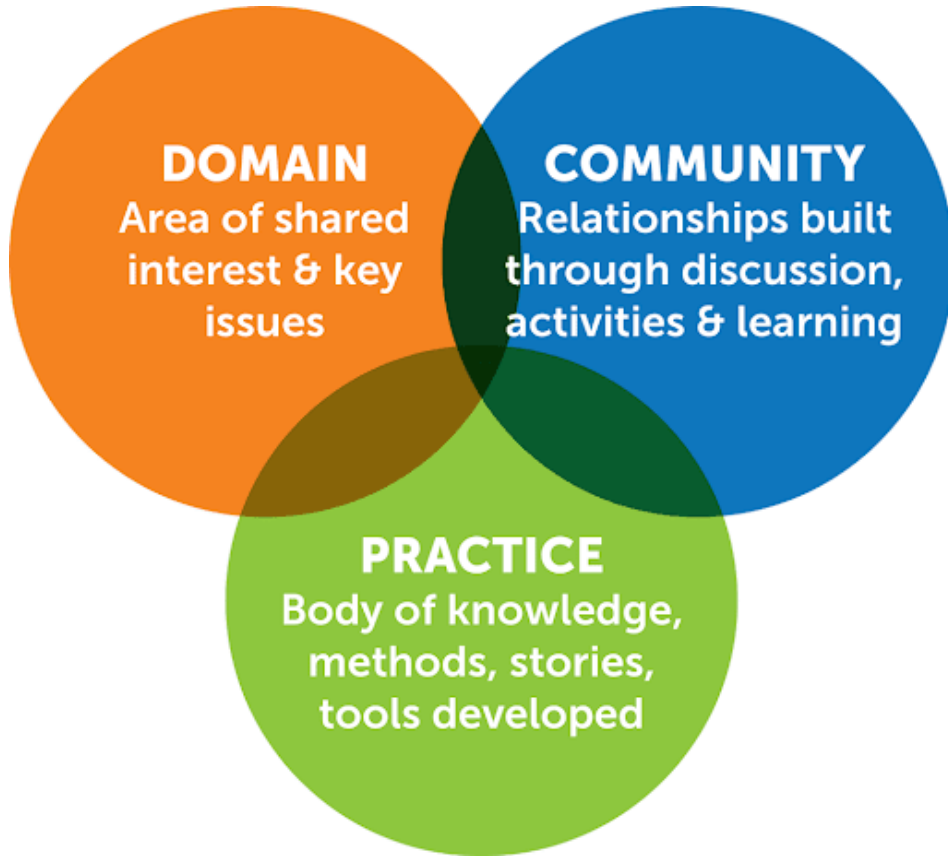 DOMAIN
Area of shared
interest & key
issues
COMMUNITY
Relationships built
through discussion,
activities & learning
PRACTICE
Body of knowledge,
methods, stories,
tools developed